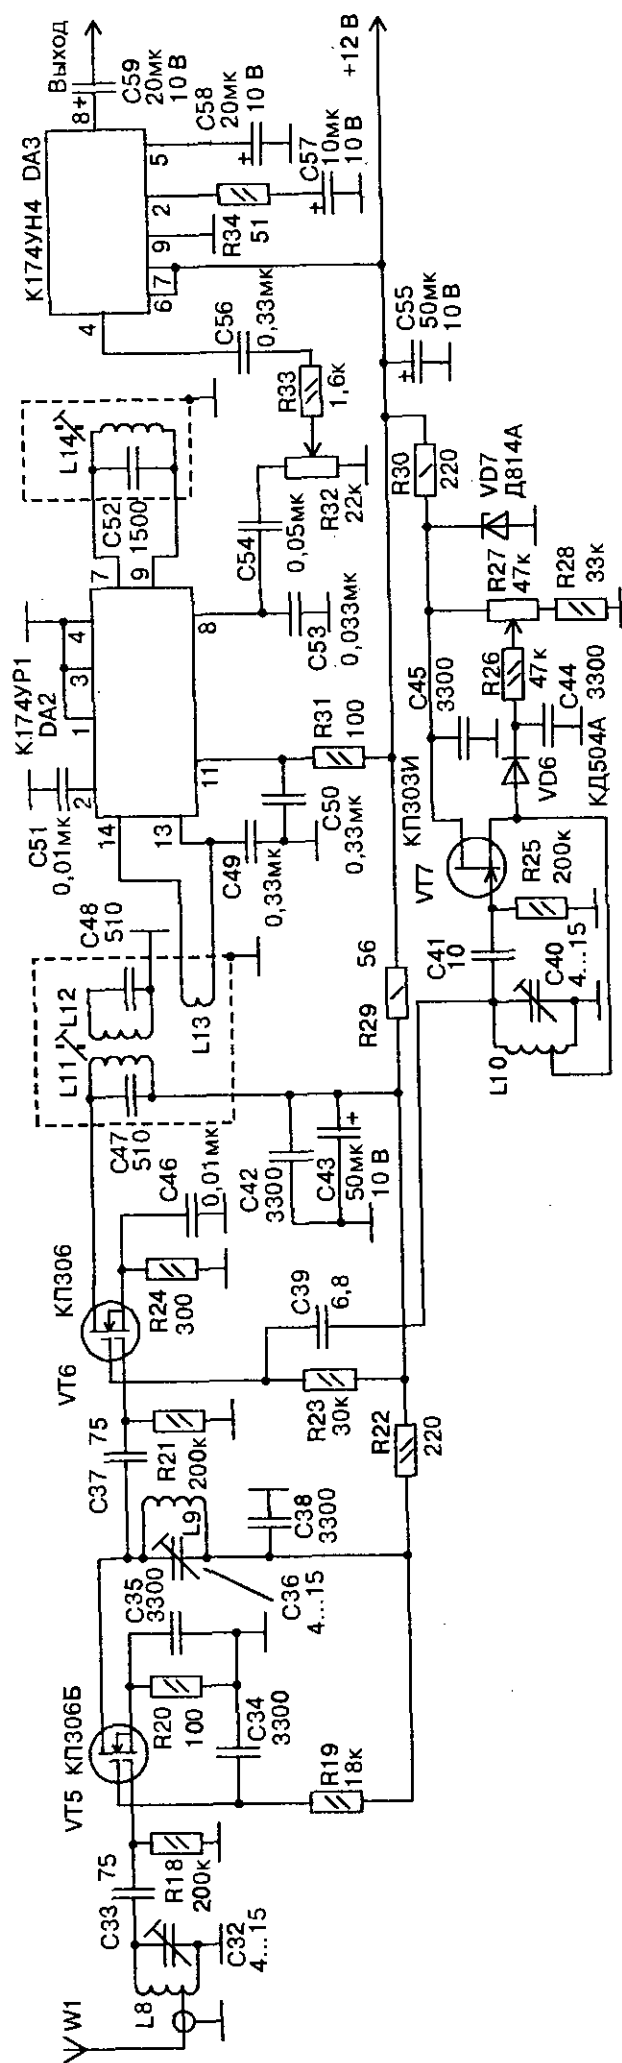 W1
L8
C32
4...15
C33
75
R18
200к
VT5 КП306Б
R20
100
C34
3300
R19
18к
C35
3300
L9
C36
4...15
C38
3300
C37
75
R21
200к
VT6
КП306
R24
300
C46
0,01мк
C39
6,8
R23
30к
R22
220
C42
3300
C43
50мк
10 В
+
C47
510
L11
L12
C48
510
L13
R29
56
C51
0,01мк
К174УР1
DA2
2
1
3
4
14
13
11
8
7
9
C49
0,33мк
C50
0,33мк
R31
100
C53
0,033мк
C54
0,05мк
R32
22к
R33
1,6к
C52
1500
L14
C56
0,33мк
К174УН4 DA3
4
6
7
9
2
5
8
+
Выход
C59
20мк
10 В
C58
20мк
10 В
+
R34
51
C57
10мк
10 В
+
+12 В
C55
50мк
10 В
+
R30
220
VD7
Д814А
R27
47к
R28
33к
R26
47к
C44
3300
C45
3300
VD6
КД504А
КП303И
VT7
R25
200к
C41
10
C40
4...15
L10